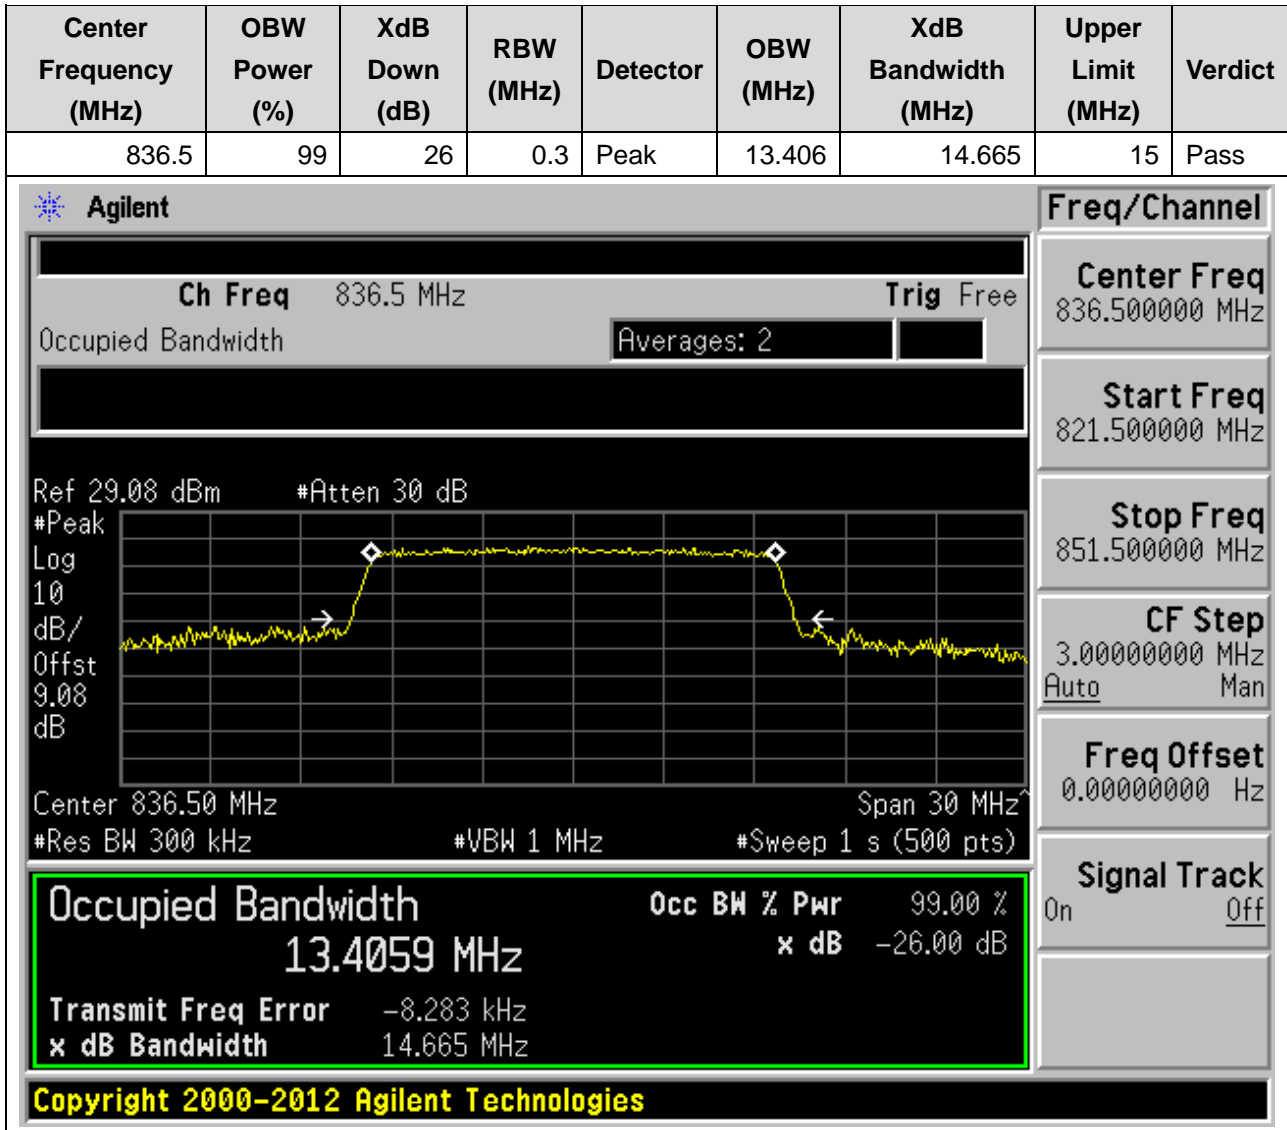 Center Frequency (MHz)
OBW Power (%)
XdB Down (dB)
RBW (MHz)
Detector
OBW (MHz)
XdB Bandwidth (MHz)
Upper Limit (MHz)
Verdict
836.5 99 26 0.3 Peak 13.406 14.665 15 Pass
Agilent
Freq/Channel
Ch Freq 836.5 MHz Trig Free
Occupied Bandwidth Averages: 2
Center Freq
836.500000 MHz
Start Freq
821.500000 MHz
Stop Freq
851.500000 MHz
CF Step
3.00000000 MHz
Auto Man
Freq Offset
0.00000000 Hz
Signal Track
On Off
Ref 29.08 dBm #Atten 30 dB
#Peak
Log
10
dB/
Offst
9.08
dB
Center 836.50 MHz Span 30 MHz^
#Res BW 300 kHz #VBW 1 MHz #Sweep 1 s (500 pts)
Occupied Bandwidth
13.4059 MHz
Occ BW % Pwr 99.00 %
x dB -26.00 dB
Transmit Freq Error -8.283 kHz
x dB Bandwidth 14.665 MHz
Copyright 2000-2012 Agilent Technologies